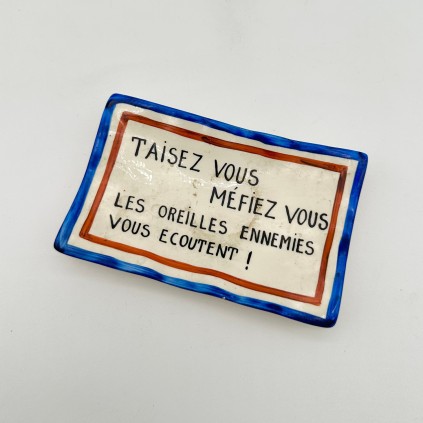 TAISEZ VOUS
MÉFIEZ VOUS
LES OREILLES ENNEMIES
VOUS ECOUTENT !